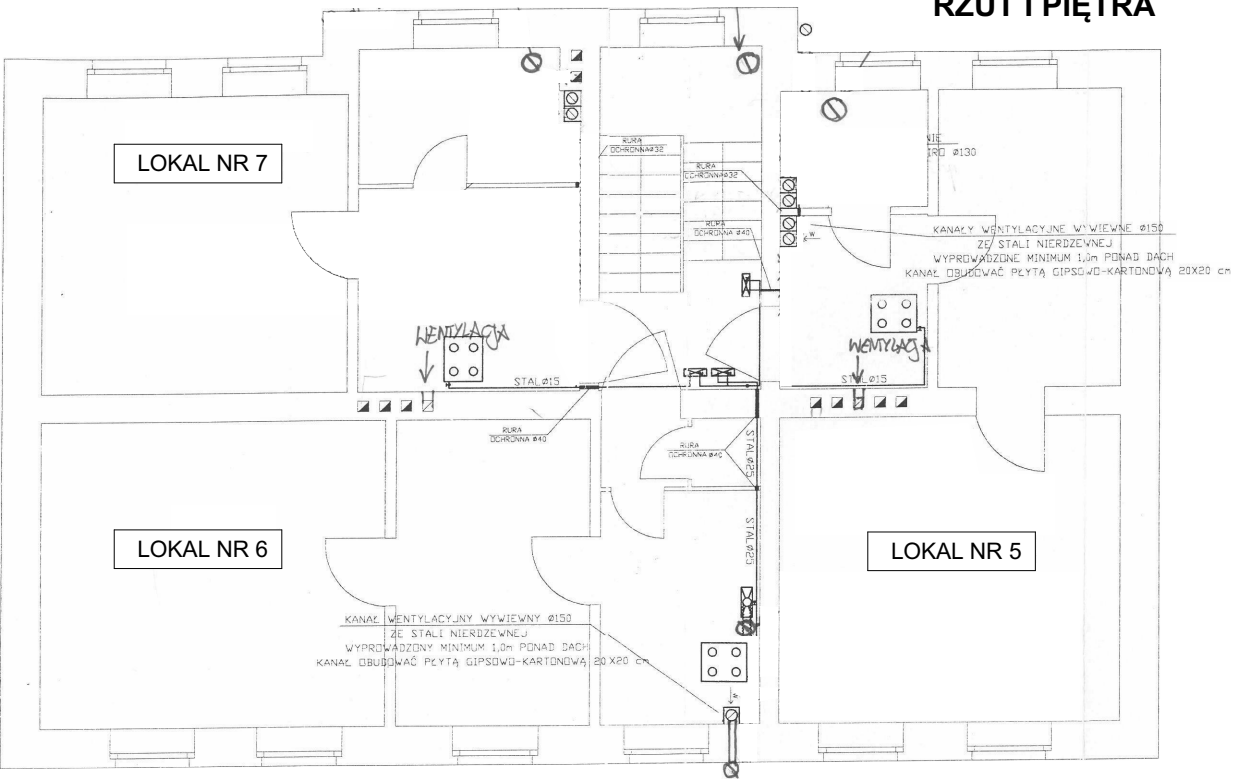 RZUT I PIĘTRA
LOKAL NR 7
RURA
OCHRONNA ø32
RURA
OCHRONNA ø32
RURA
OCHRONNA ø40
NIE
IRO ø130
KANAŁY WENTYLACYJNE WYWIEWNE ø150
ZE STALI NIERDZEWNEJ
WYPROWADZONE MINIMUM 1,0m PONAD DACH
KANAŁ OBUDOWAĆ PŁYTĄ GIPSOWO-KARTONOWĄ 20X20 cm
W
WENTYLACJA
WENTYLACJA
STAL ø15
STAL ø15
RURA
OCHRONNA ø40
RURA
OCHRONNA ø40
STAL ø25
STAL ø25
LOKAL NR 6
LOKAL NR 5
KANAŁ WENTYLACYJNY WYWIEWNY ø150
ZE STALI NIERDZEWNEJ
WYPROWADZONY MINIMUM 1,0m PONAD DACH
KANAŁ OBUDOWAĆ PŁYTĄ GIPSOWO-KARTONOWĄ 20X20 cm
W